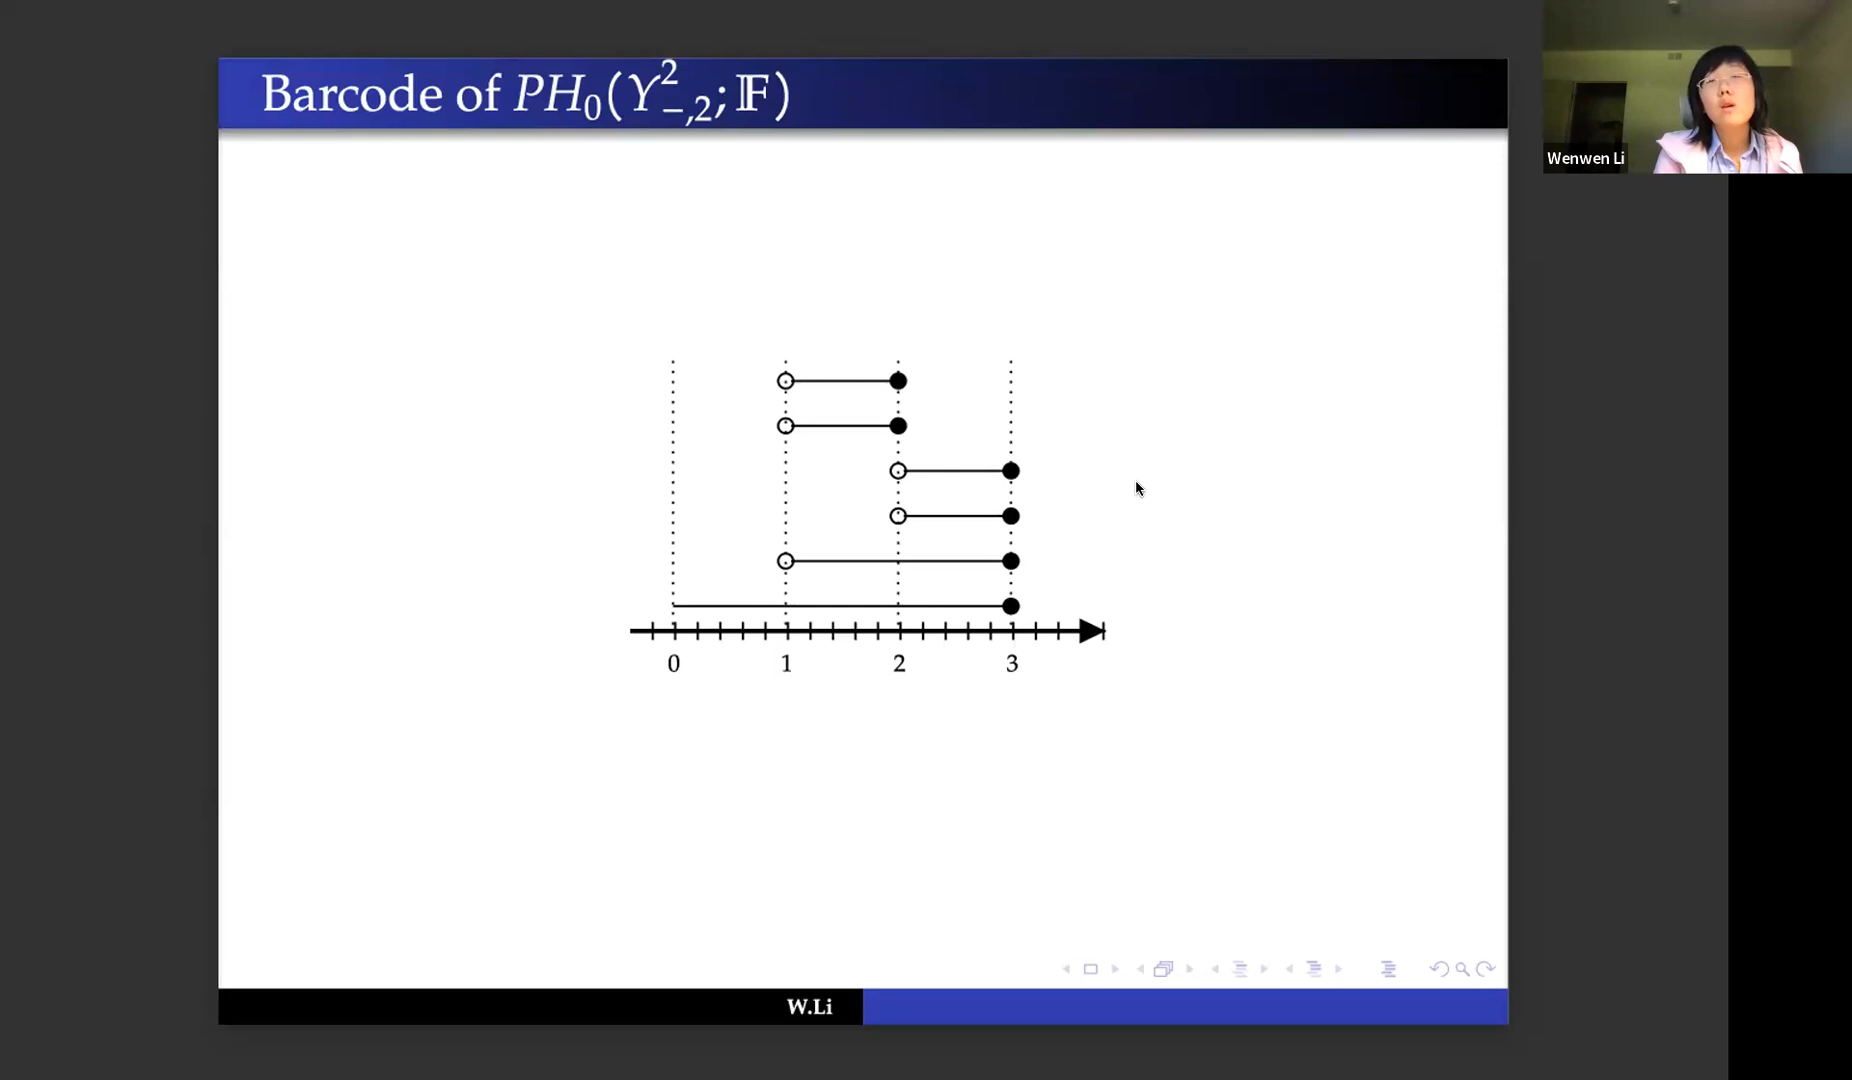 Barcode of PH₀(Y²₋,₂; 𝔽)
Wenwen Li
0 1 2 3
W.Li